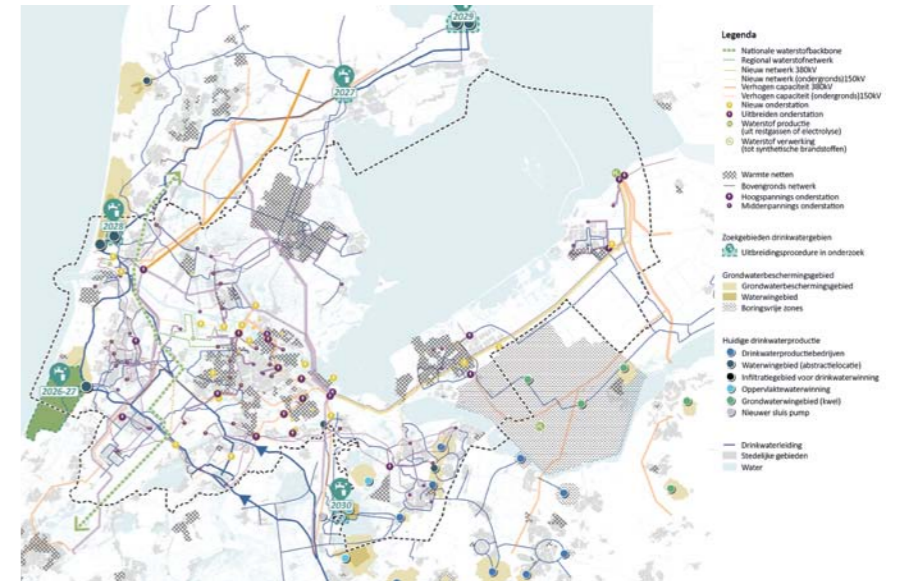 2029
2027
2028
2026-27
2030
Legenda
Nationale waterstofbackbone
Regional waterstofnetwerk
Nieuw netwerk 380kV
Nieuw netwerk (ondergronds)150kV
Verhogen capaciteit 380kV
Verhogen capaciteit (ondergronds)150kV
Nieuw onderstation
Uitbreiden onderstation
Waterstof productie
(uit restgassen of electrolyse)
Waterstof verwerking
(tot synthetische brandstoffen)
Warmte netten
Bovengronds netwerk
Hoogspannings onderstation
Middenpannings onderstation
Zoekgebieden drinkwatergebien
Uitbreidingsprocedure in onderzoek
Grondwaterbeschermingsgebied
Grondwaterbeschermingsgebied
Waterwingebied
Boringsvrije zones
Huidige drinkwaterproductie
Drinkwaterproductiebedrijven
Waterwingebied (abstractielocatie)
Infiltratiegebied voor drinkwaterwinning
Oppervlaktewaterwinning
Grondwaterwingebied (kwel)
Nieuwer sluis pump
Drinkwaterleiding
Stedelijke gebieden
Water